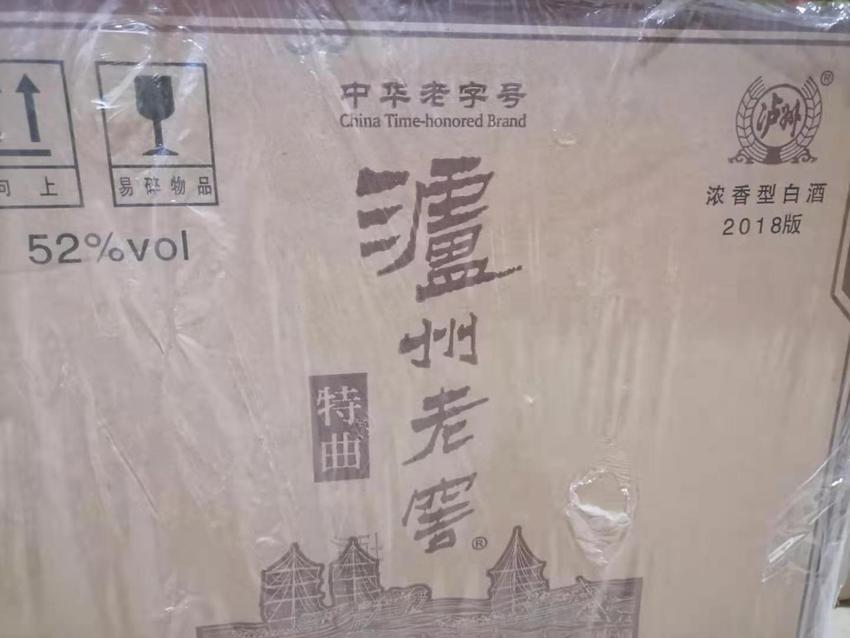 中华老字号
China Time-honored Brand
向上
易碎物品
52%vol
泸州
®
浓香型白酒
2018版
瀘州老窖®
特曲